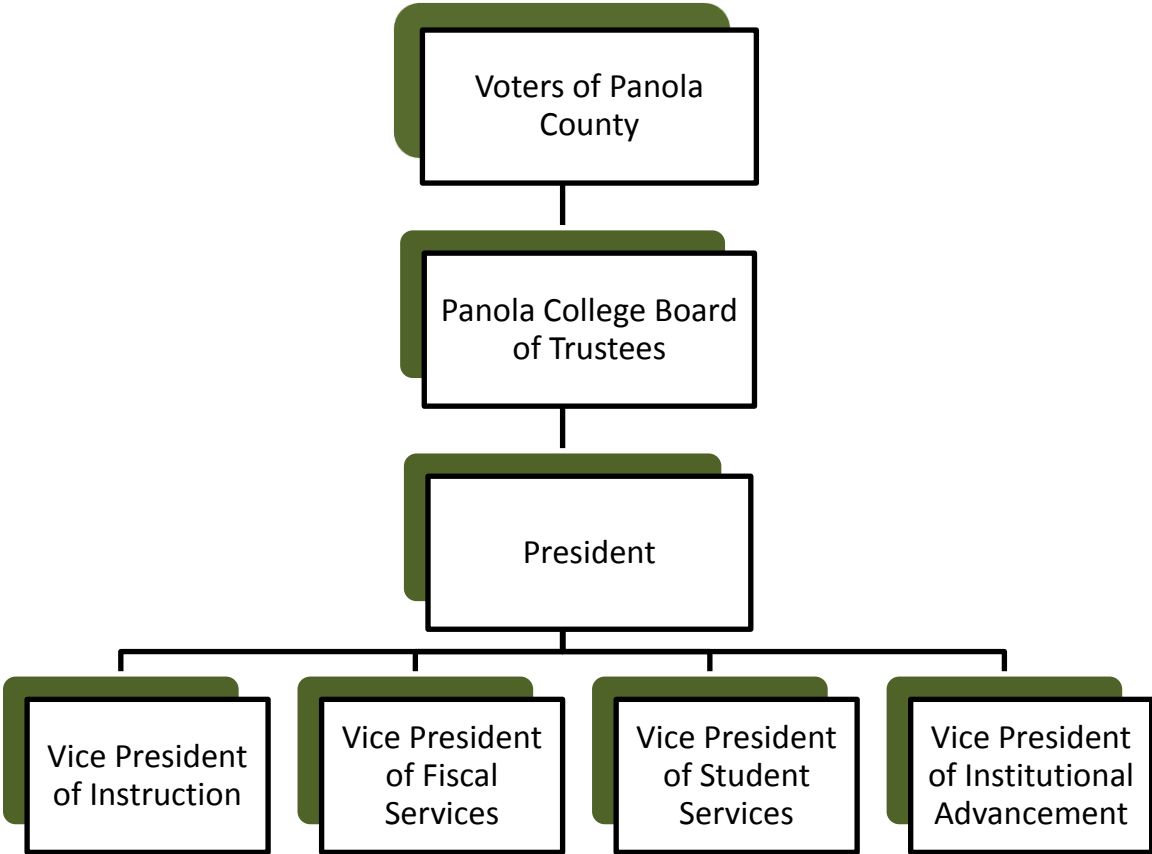 Voters of Panola
County
Panola College Board
of Trustees
President
Vice President
of Instruction
Vice President
of Fiscal
Services
Vice President
of Student
Services
Vice President
of Institutional
Advancement